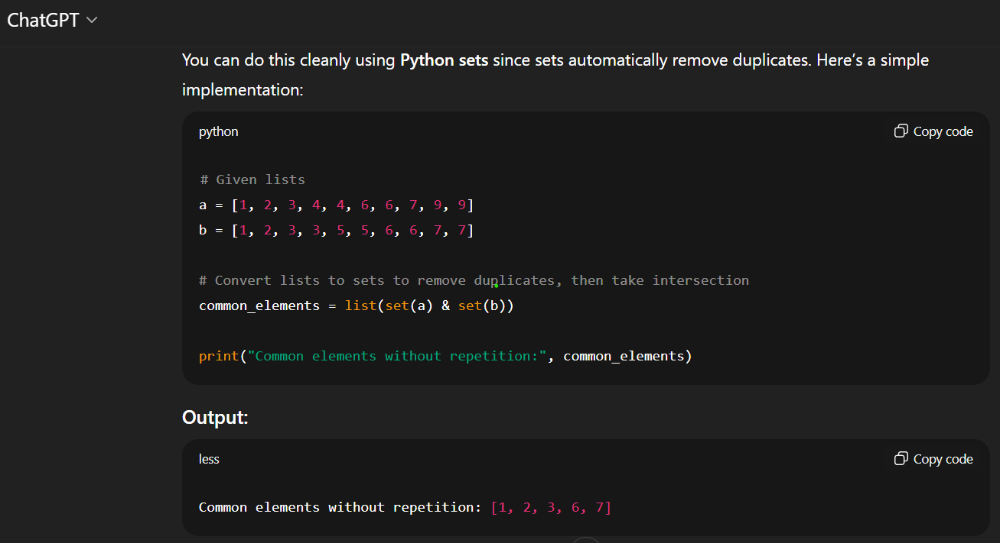 ChatGPT
You can do this cleanly using Python sets since sets automatically remove duplicates. Here’s a simple
implementation:
python
Copy code
# Given lists
a = [1, 2, 3, 4, 4, 6, 6, 7, 9, 9]
b = [1, 2, 3, 3, 5, 5, 6, 6, 7, 7]
# Convert lists to sets to remove duplicates, then take intersection
common_elements = list(set(a) & set(b))
print("Common elements without repetition:", common_elements)
Output:
less
Copy code
Common elements without repetition: [1, 2, 3, 6, 7]